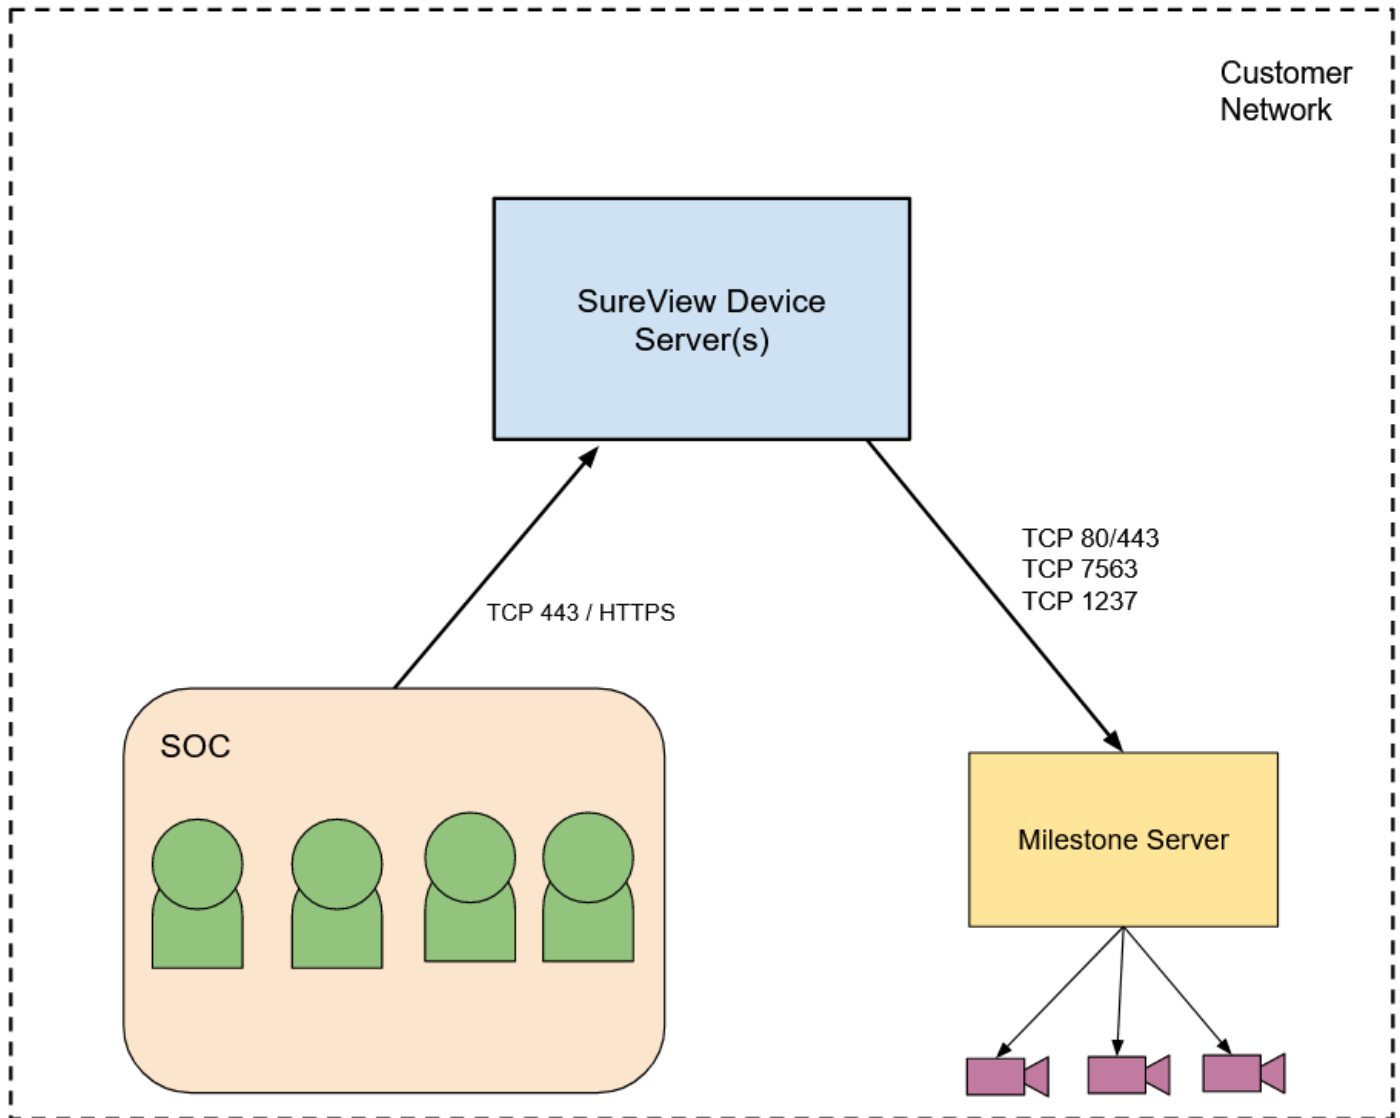 Customer
Network
SureView Device
Server(s)
TCP 80/443
TCP 7563
TCP 1237
TCP 443 / HTTPS
SOC
Milestone Server